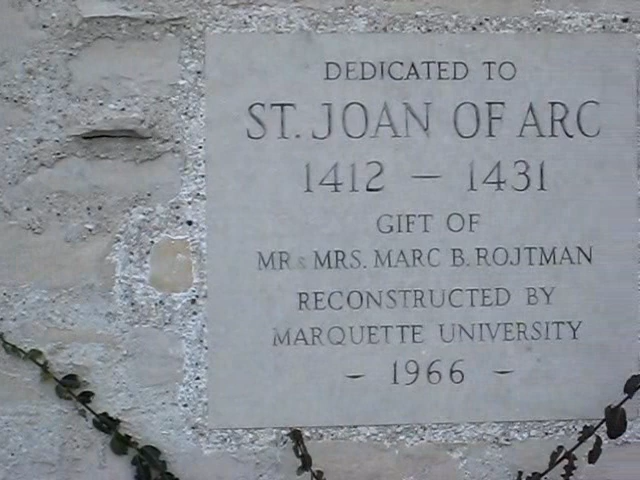 DEDICATED TO
ST. JOAN OF ARC
1412 — 1431
GIFT OF
MR & MRS. MARC B. ROJTMAN
RECONSTRUCTED BY
MARQUETTE UNIVERSITY
— 1966 —